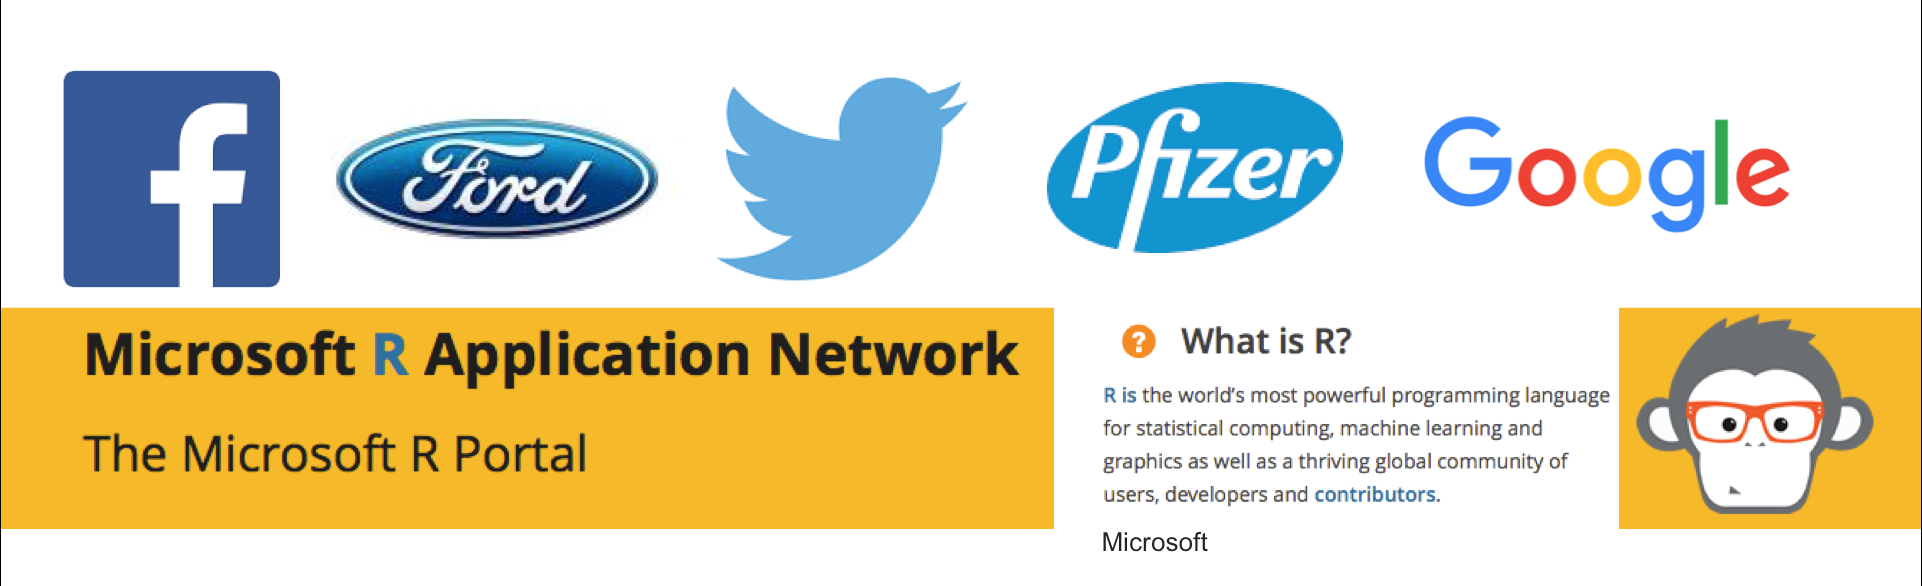 f
Ford
Pfizer
Google
Microsoft R Application Network
The Microsoft R Portal
? What is R?
R is the world's most powerful programming language
for statistical computing, machine learning and
graphics as well as a thriving global community of
users, developers and contributors.
Microsoft